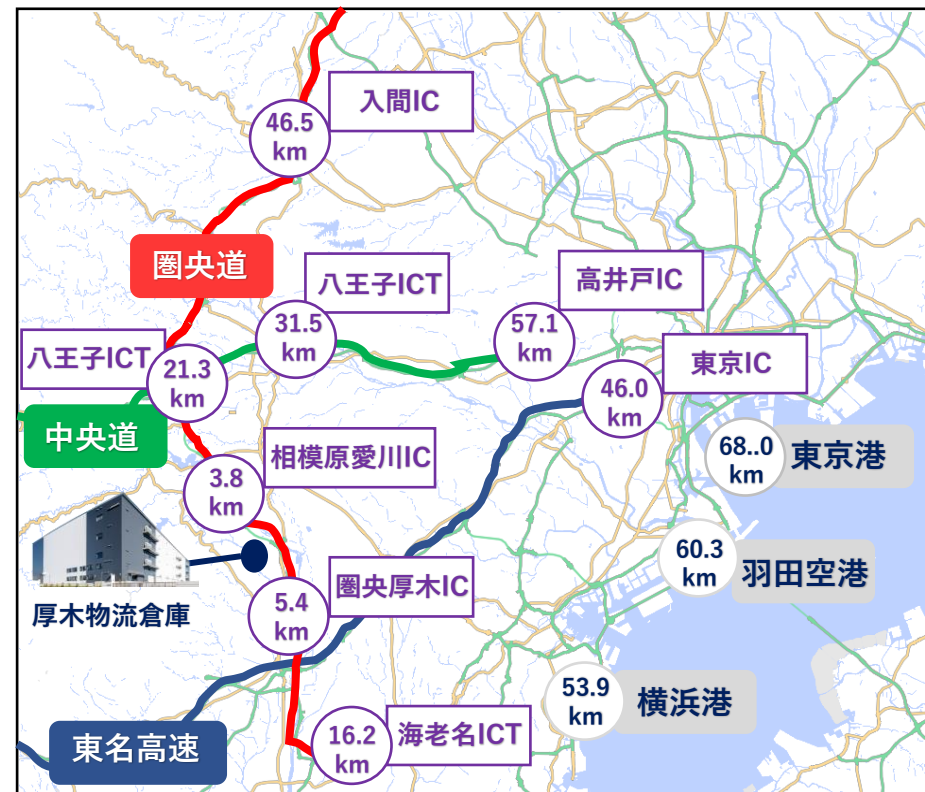 入間IC
46.5
km
圏央道
八王子ICT
31.5
km
高井戸IC
57.1
km
八王子ICT
21.3
km
東京IC
46.0
km
中央道
相模原愛川IC
3.8
km
68..0
km
東京港
60.3
km
羽田空港
厚木物流倉庫
圏央厚木IC
5.4
km
53.9
km
横浜港
東名高速
16.2
km
海老名ICT